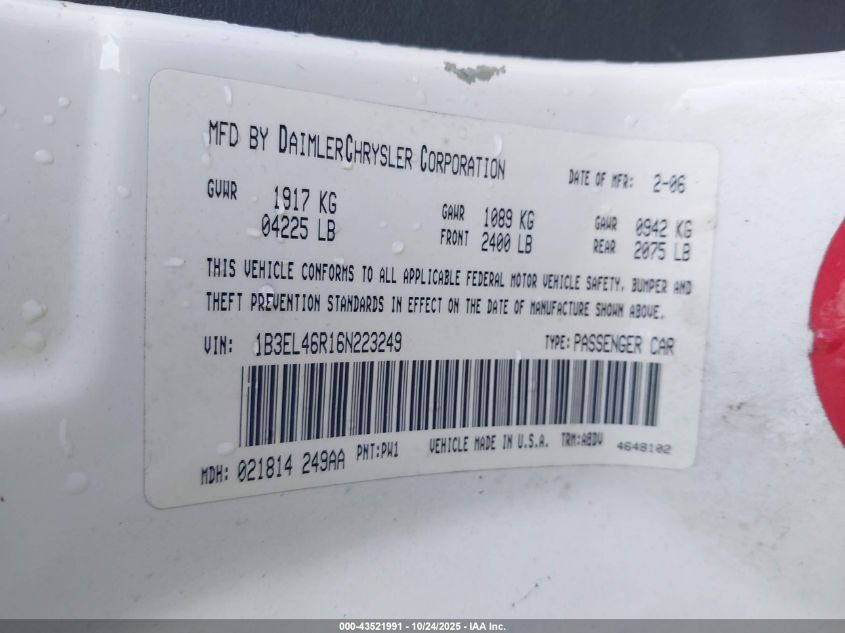 MFD BY DAIMLERCHRYSLER CORPORATION DATE OF MFR: 2-06
GVWR 1917 KG 04225 LB GAWR FRONT 1089 KG 2400 LB GAWR REAR 0942 KG 2075 LB
THIS VEHICLE CONFORMS TO ALL APPLICABLE FEDERAL MOTOR VEHICLE SAFETY, BUMPER AND
THEFT PREVENTION STANDARDS IN EFFECT ON THE DATE OF MANUFACTURE SHOWN ABOVE.
VIN: 1B3EL46R16N223249 TYPE: PASSENGER CAR
MDH: 021814 249AA PNT: PW1 VEHICLE MADE IN U.S.A. TRM: A8DV 4648102
000-43521991 - 10/24/2025 - IAA Inc.